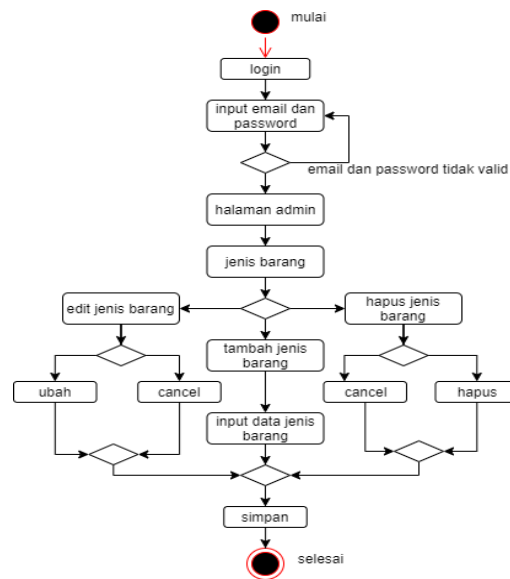 mulai
login
input email dan
password
email dan password tidak valid
halaman admin
jenis barang
edit jenis barang
hapus jenis
barang
tambah jenis
barang
ubah
cancel
cancel
hapus
input data jenis
barang
simpan
selesai